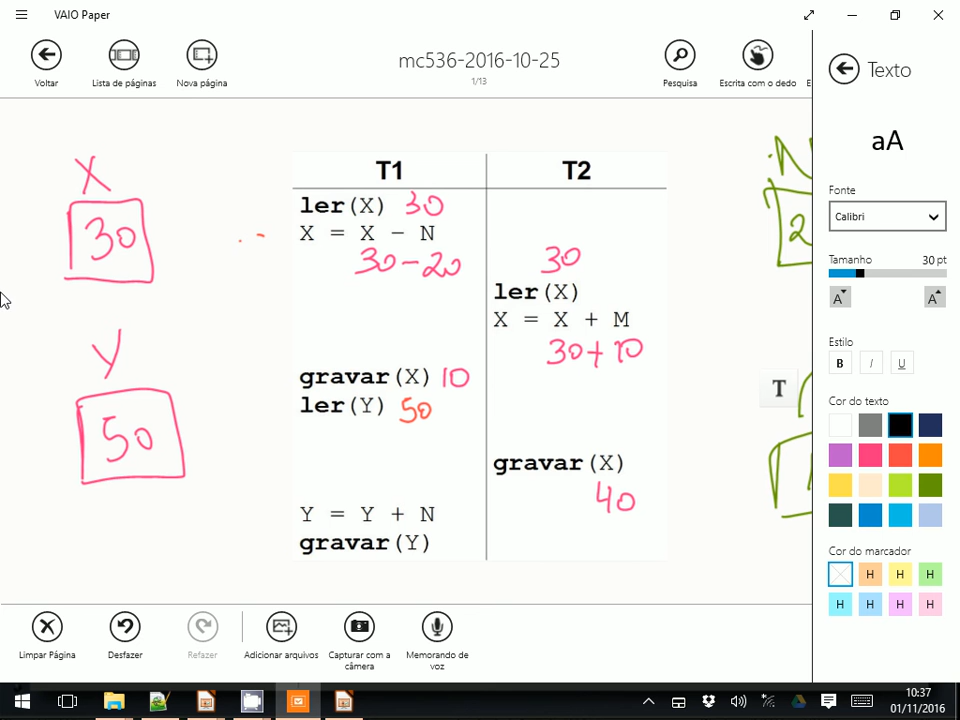 VAIO Paper
Voltar
Lista de páginas
Nova página
mc536-2016-10-25
1/13
Pesquisa
Escrita com o dedo
E
Texto
aA
Fonte
Calibri
Tamanho 30 pt
A A
Estilo
B I U
Cor do texto
Cor do marcador
H H H
H H H H
X
30
Y
50
T1 T2
ler(X) 30
X = X - N
30-20
30
ler(X)
X = X + M
30+10
gravar(X) 10
ler(Y) 50
gravar(X)
40
Y = Y + N
gravar(Y)
N
2
T
Limpar Página
Desfazer
Refazer
Adicionar arquivos
Capturar com a
câmera
Memorando de
voz
10:37
01/11/2016